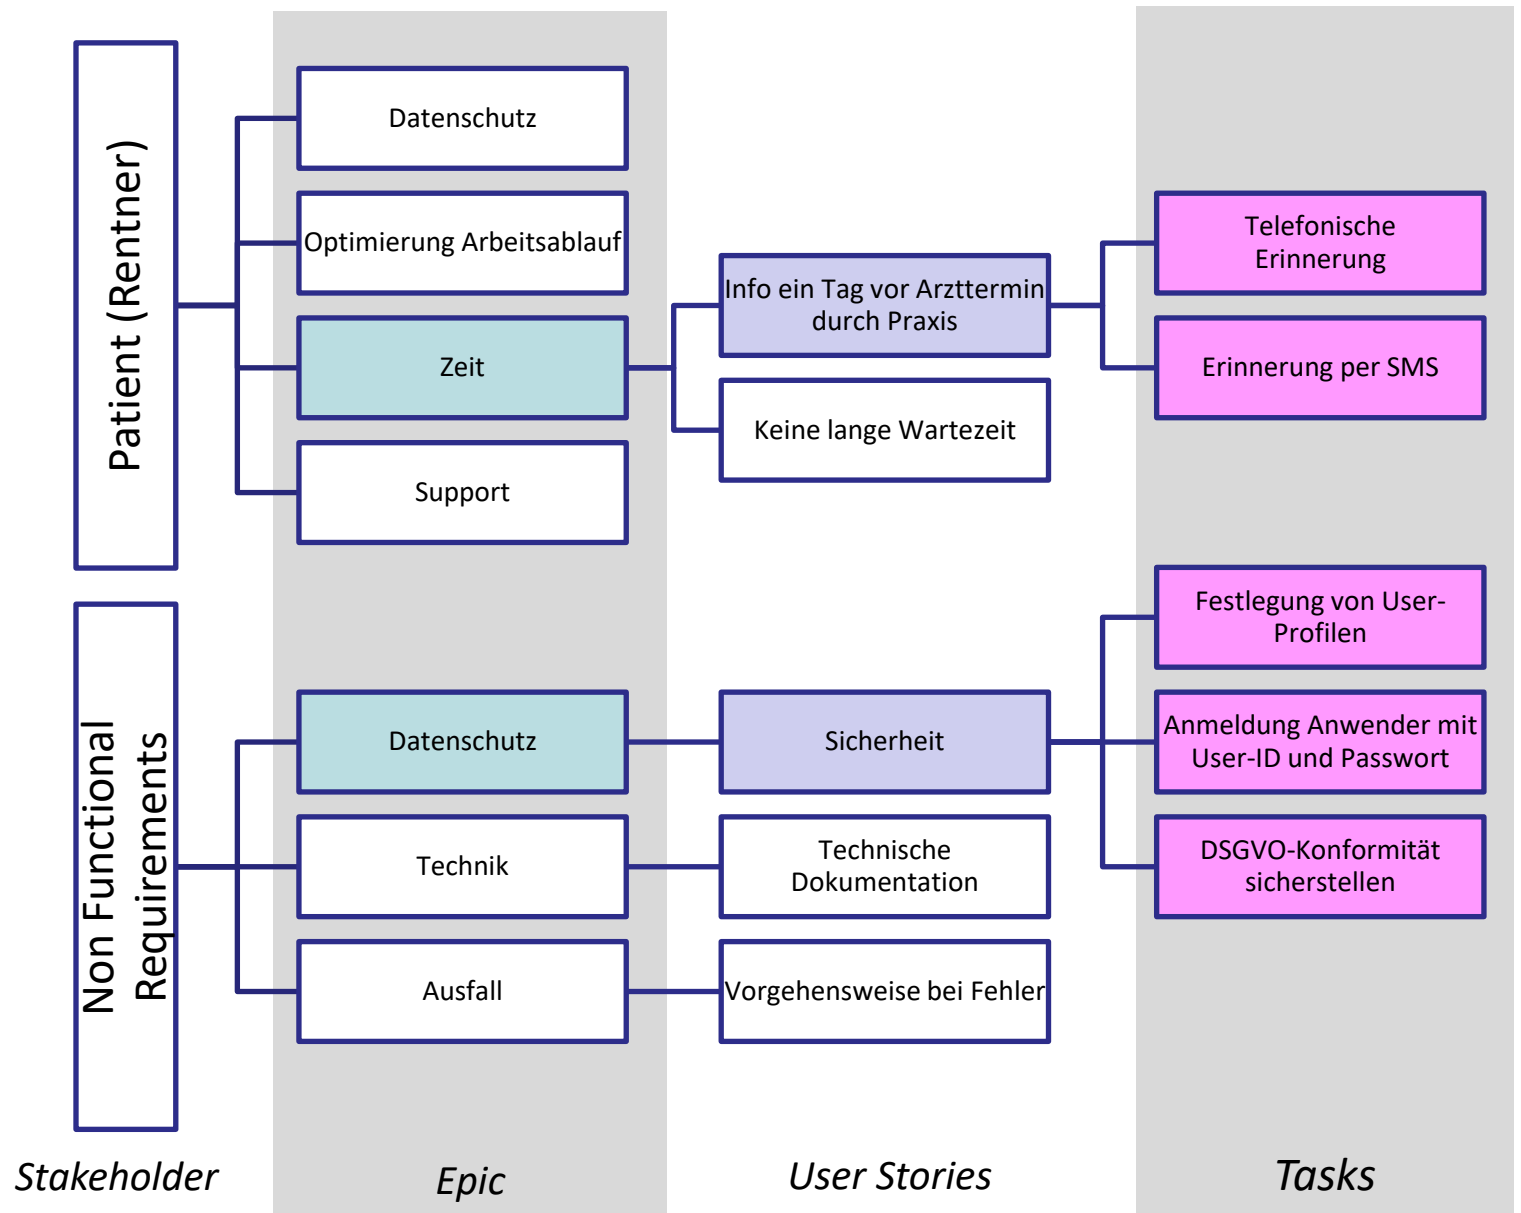 Patient (Rentner)
Datenschutz
Optimierung Arbeitsablauf
Zeit
Support
Info ein Tag vor Arzttermin
durch Praxis
Keine lange Wartezeit
Telefonische
Erinnerung
Erinnerung per SMS
Non Functional
Requirements
Datenschutz
Technik
Ausfall
Sicherheit
Technische
Dokumentation
Vorgehensweise bei Fehler
Festlegung von User-
Profilen
Anmeldung Anwender mit
User-ID und Passwort
DSGVO-Konformität
sicherstellen
Stakeholder
Epic
User Stories
Tasks